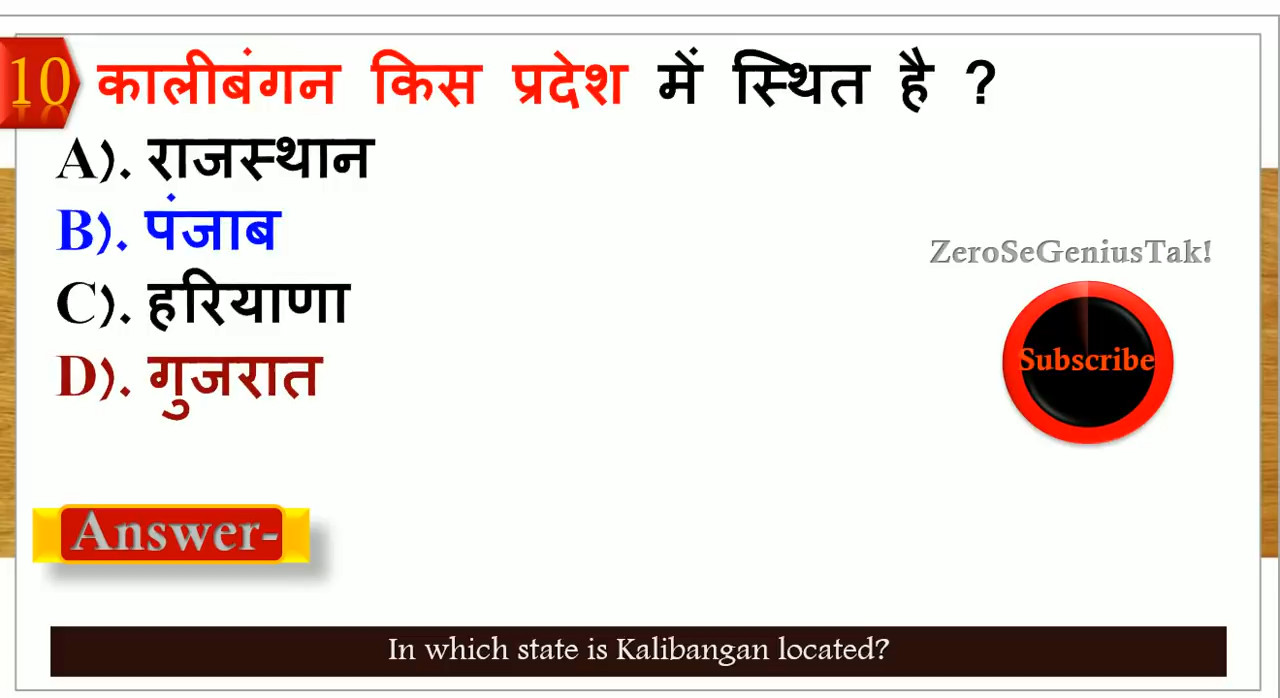 10 कालीबंगन किस प्रदेश में स्थित है ?
A). राजस्थान
B). पंजाब
C). हरियाणा
D). गुजरात
ZeroSeGeniusTak!
Subscribe
Answer-
In which state is Kalibangan located?